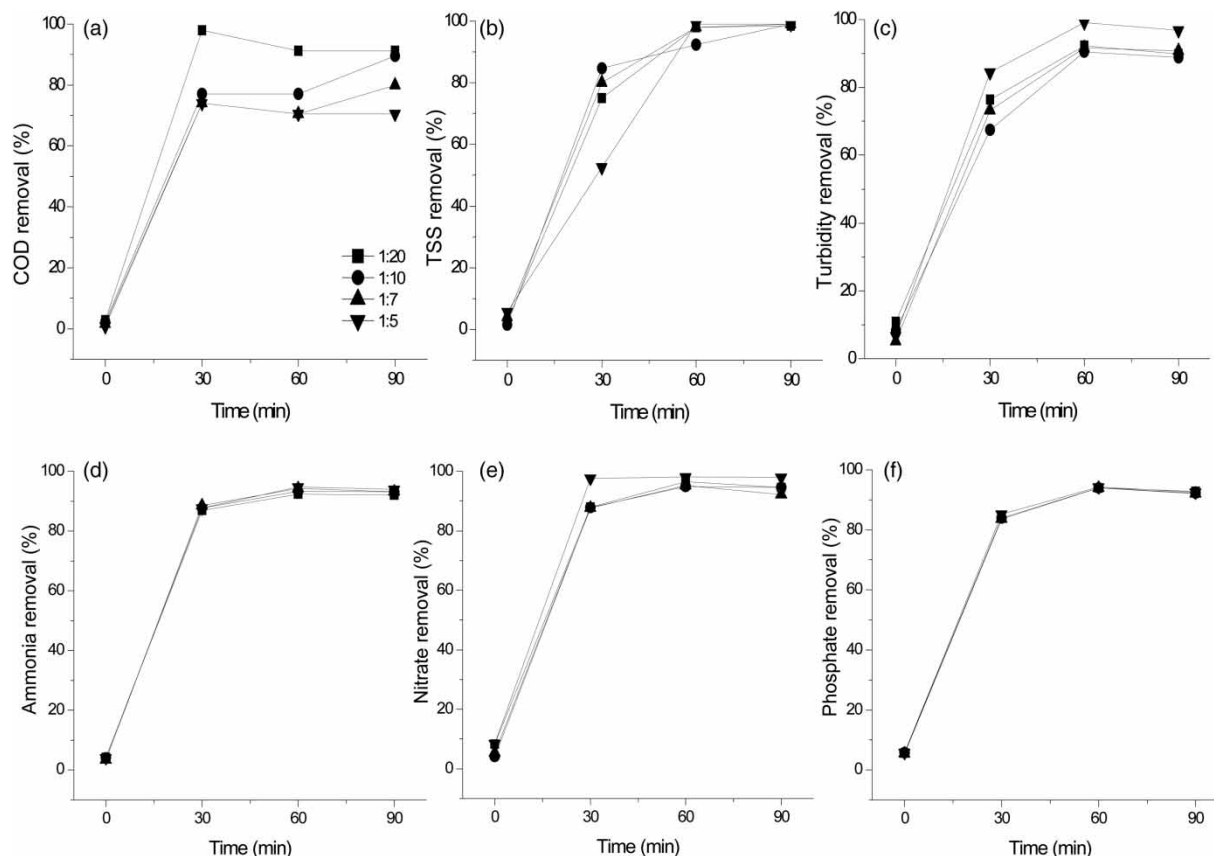 (a)
COD removal (%)
100
80
60
40
20
0
1:20
1:10
1:7
1:5
0 30 60 90
Time (min)
(b)
TSS removal (%)
100
80
60
40
20
0
0 30 60 90
Time (min)
(c)
Turbidity removal (%)
100
80
60
40
20
0
0 30 60 90
Time (min)
(d)
Ammonia removal (%)
100
80
60
40
20
0
0 30 60 90
Time (min)
(e)
Nitrate removal (%)
100
80
60
40
20
0
0 30 60 90
Time (min)
(f)
Phosphate removal (%)
100
80
60
40
20
0
0 30 60 90
Time (min)